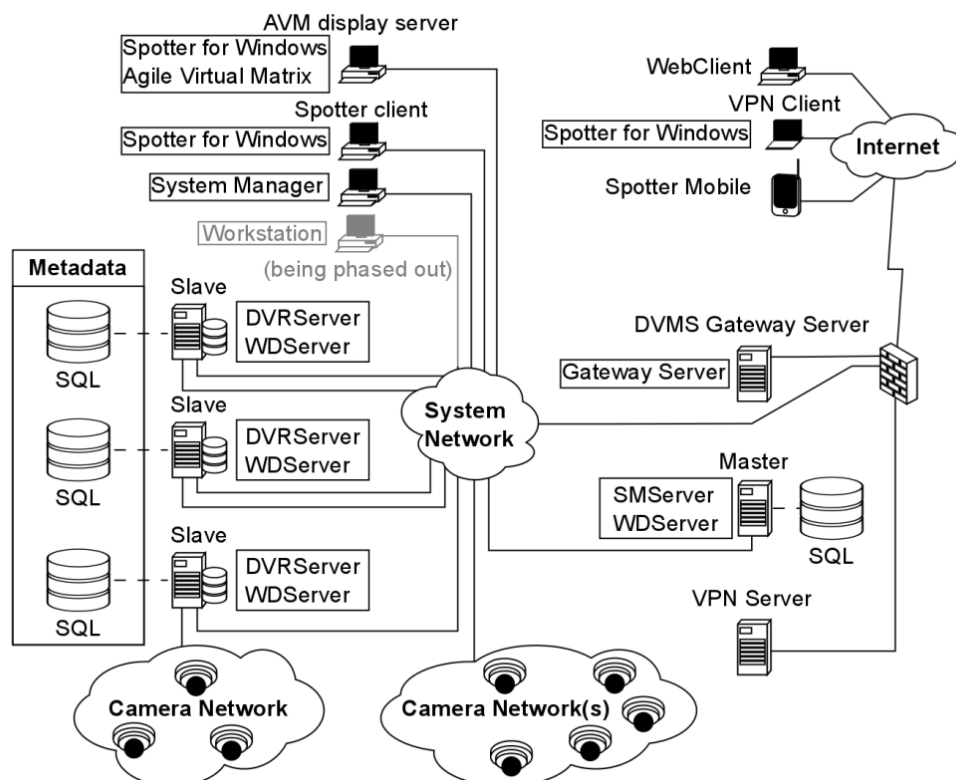 AVM display server
Spotter for Windows
Agile Virtual Matrix
Spotter client
Spotter for Windows
System Manager
Workstation
(being phased out)
WebClient
VPN Client
Spotter for Windows
Internet
Spotter Mobile
Metadata
SQL
SQL
SQL
Slave
DVRServer
WDServer
Slave
DVRServer
WDServer
Slave
DVRServer
WDServer
System
Network
DVMS Gateway Server
Gateway Server
Master
SMServer
WDServer
SQL
VPN Server
Camera Network
Camera Network(s)